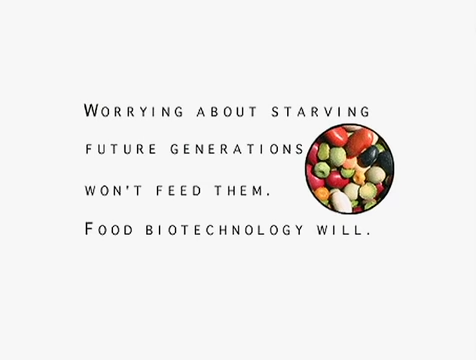 Worrying about starving
future generations
won't feed them.
Food biotechnology will.